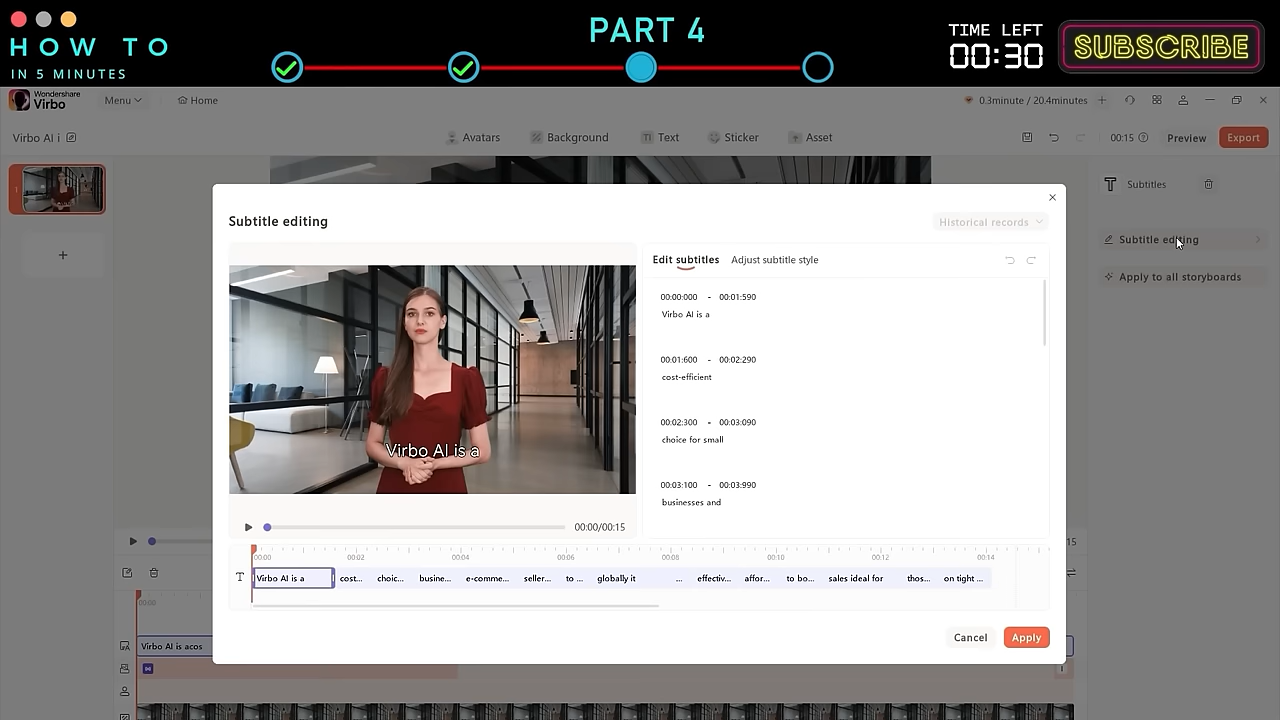 HOW TO
IN 5 MINUTES
PART 4
TIME LEFT
00:30
SUBSCRIBE
Wondershare
Virbo
Menu
Home
0.3minute / 20.4minutes
Virbo AI i
Avatars
Background
Text
Sticker
Asset
00:15
Preview
Export
1
Subtitles
Subtitle editing
Apply to all storyboards
Subtitle editing
Historical records
Edit subtitles
Adjust subtitle style
00:00:000 - 00:01:590
Virbo AI is a
00:01:600 - 00:02:290
cost-efficient
00:02:300 - 00:03:090
choice for small
00:03:100 - 00:03:990
businesses and
Virbo AI is a
00:00/00:15
00:00 00:02 00:04 00:06 00:08 00:10 00:12 00:14
T Virbo AI is a cost... choic... busine... e-comme... seller... to ... globally it ... effectiv... affor... to bo... sales ideal for thos... on tight ...
Cancel
Apply
15
00:00
Virbo AI is acos